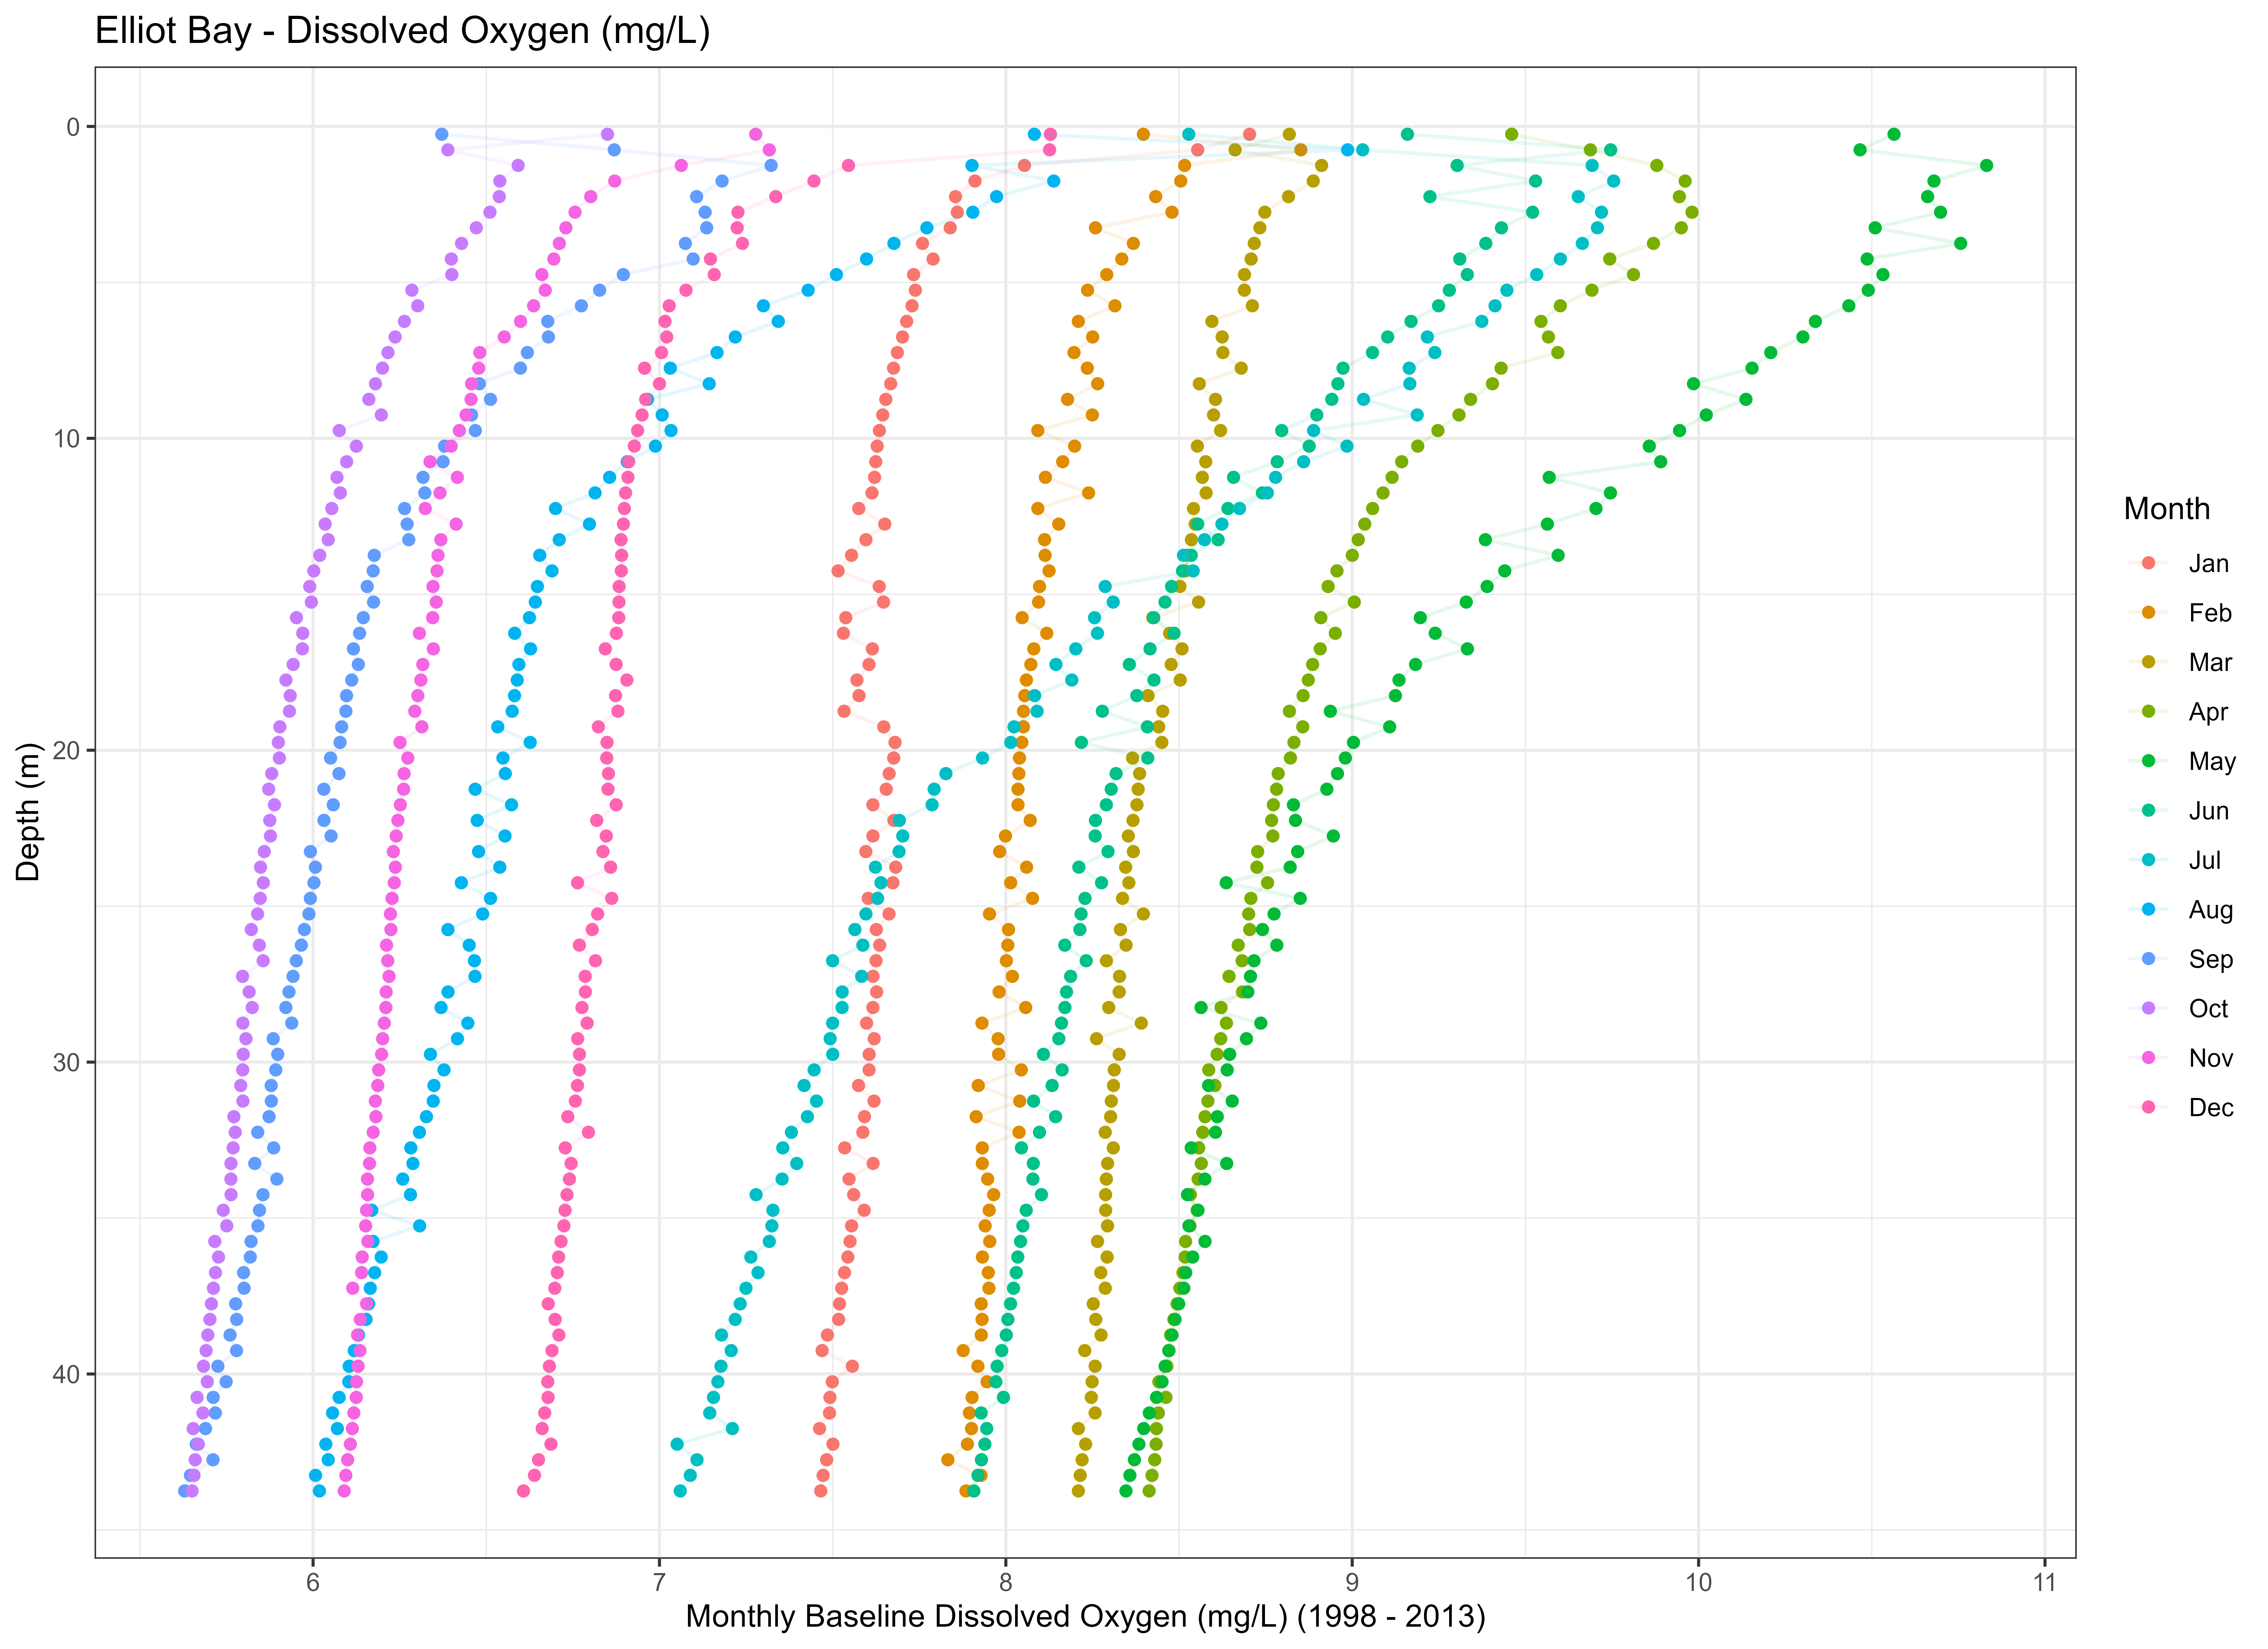 Elliot Bay - Dissolved Oxygen (mg/L)
0
10
20
30
40
Depth (m)
6 7 8 9 10 11
Monthly Baseline Dissolved Oxygen (mg/L) (1998 - 2013)
Month
Jan
Feb
Mar
Apr
May
Jun
Jul
Aug
Sep
Oct
Nov
Dec